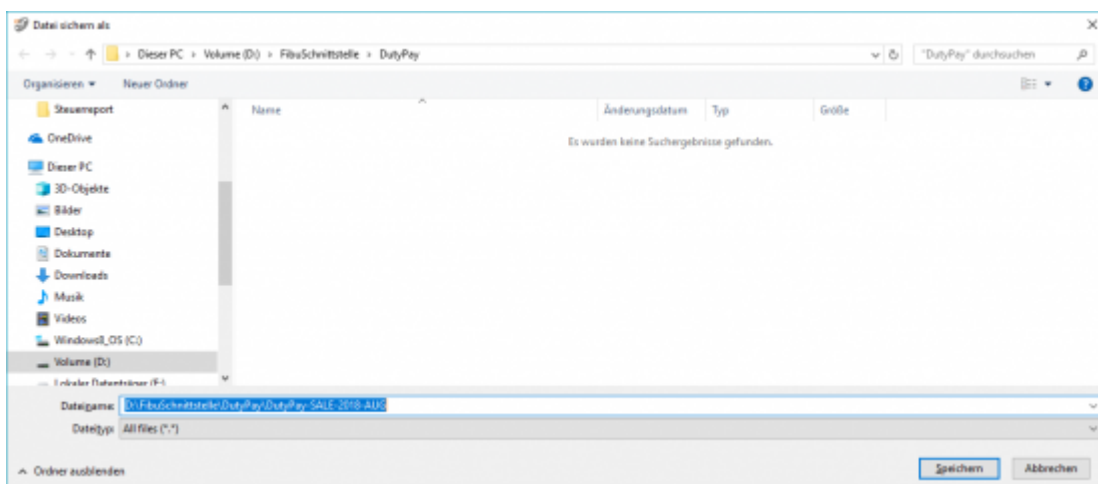 Datei sichern als
Dieser PC > Volume (D:) > FibuSchnittstelle > DutyPay
"DutyPay" durchsuchen
Organisieren Neuer Ordner
Name Änderungsdatum Typ Größe
Steuerreport
Es wurden keine Suchergebnisse gefunden.
OneDrive
Dieser PC
3D-Objekte
Bilder
Desktop
Dokumente
Downloads
Musik
Videos
Windows8_OS (C:)
Volume (D:)
Lokaler Datenträger (E:)
Dateiname: D:\FibuSchnittstelle\DutyPay\DutyPay-SALE-2018-AUG
Dateityp: All files (*.*)
Ordner ausblenden
Speichern Abbrechen